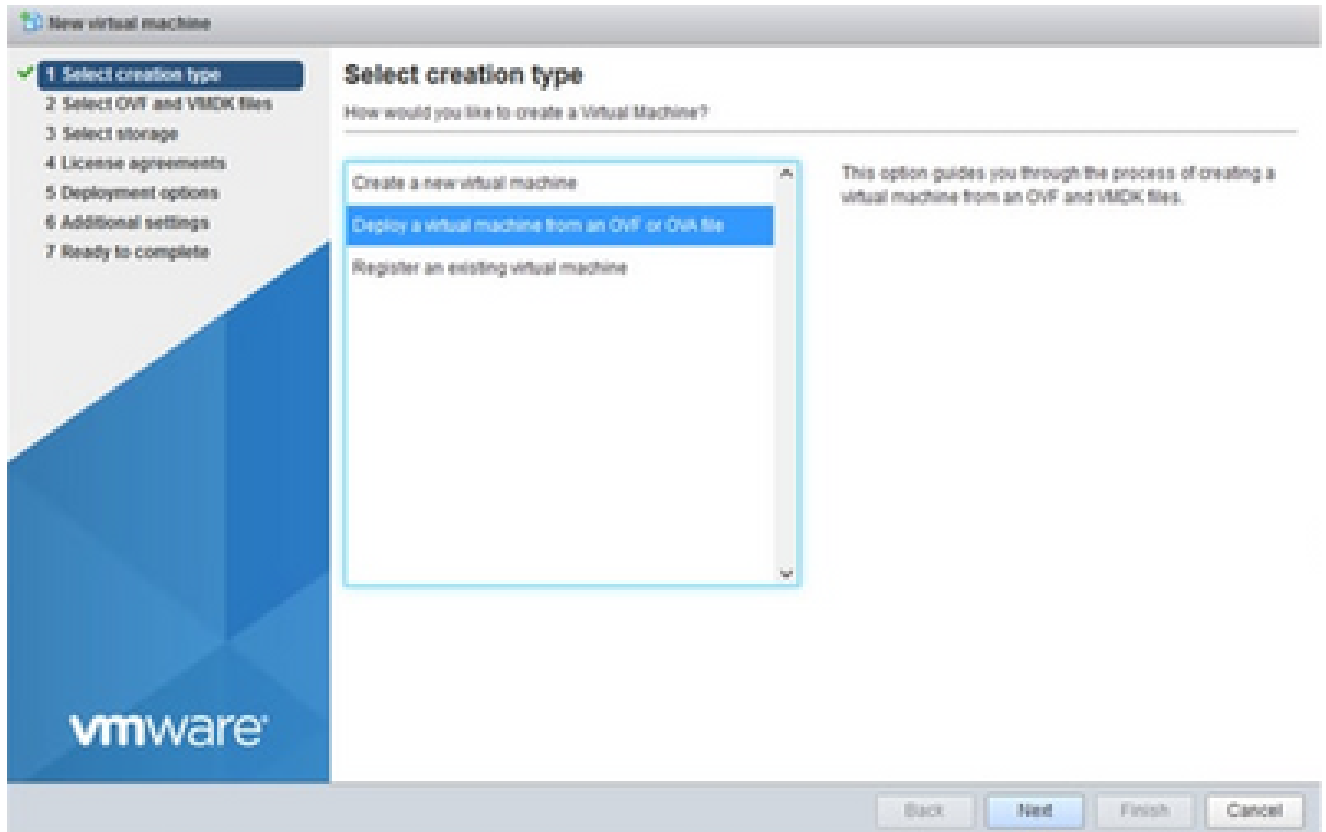 New virtual machine
1 Select creation type
2 Select OVF and VMDK files
3 Select storage
4 License agreements
5 Deployment options
6 Additional settings
7 Ready to complete
vmware
Select creation type
How would you like to create a Virtual Machine?
Create a new virtual machine
Deploy a virtual machine from an OVF or OVA file
Register an existing virtual machine
This option guides you through the process of creating a
virtual machine from an OVF and VMDK files.
Back
Next
Finish
Cancel